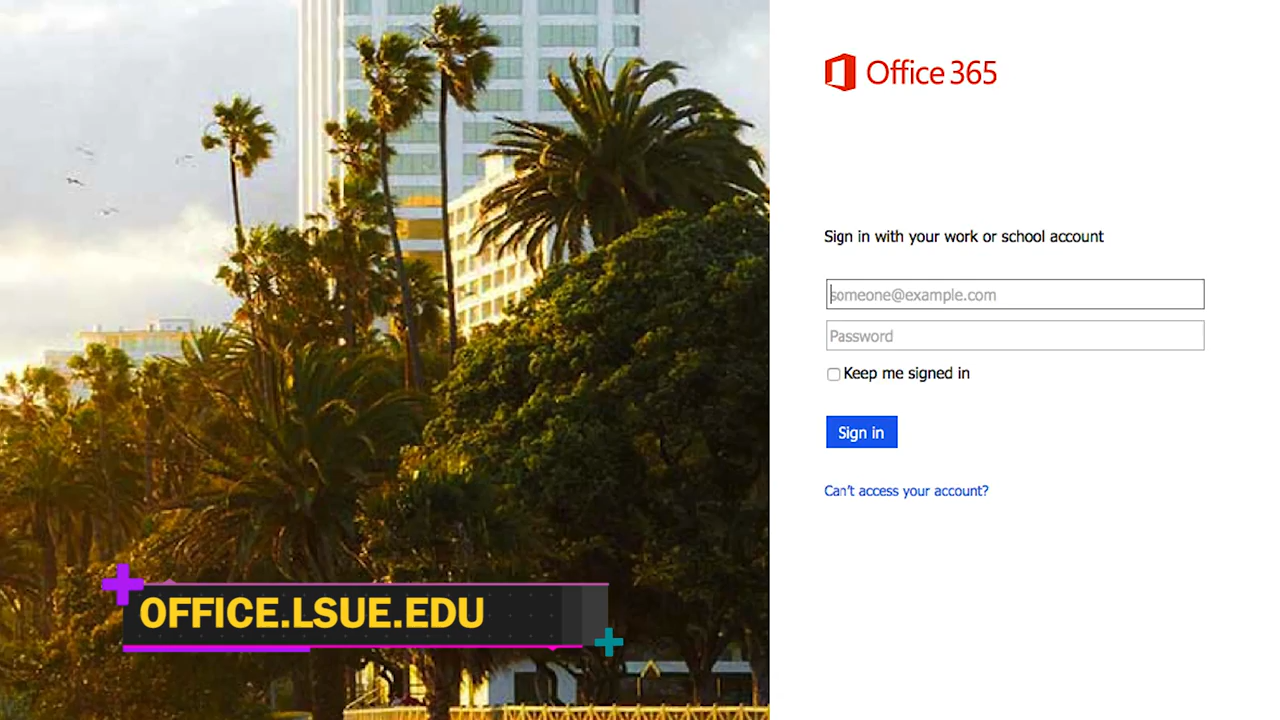 Office 365
Sign in with your work or school account
someone@example.com
Password
Keep me signed in
Sign in
Can't access your account?
OFFICE.LSUE.EDU